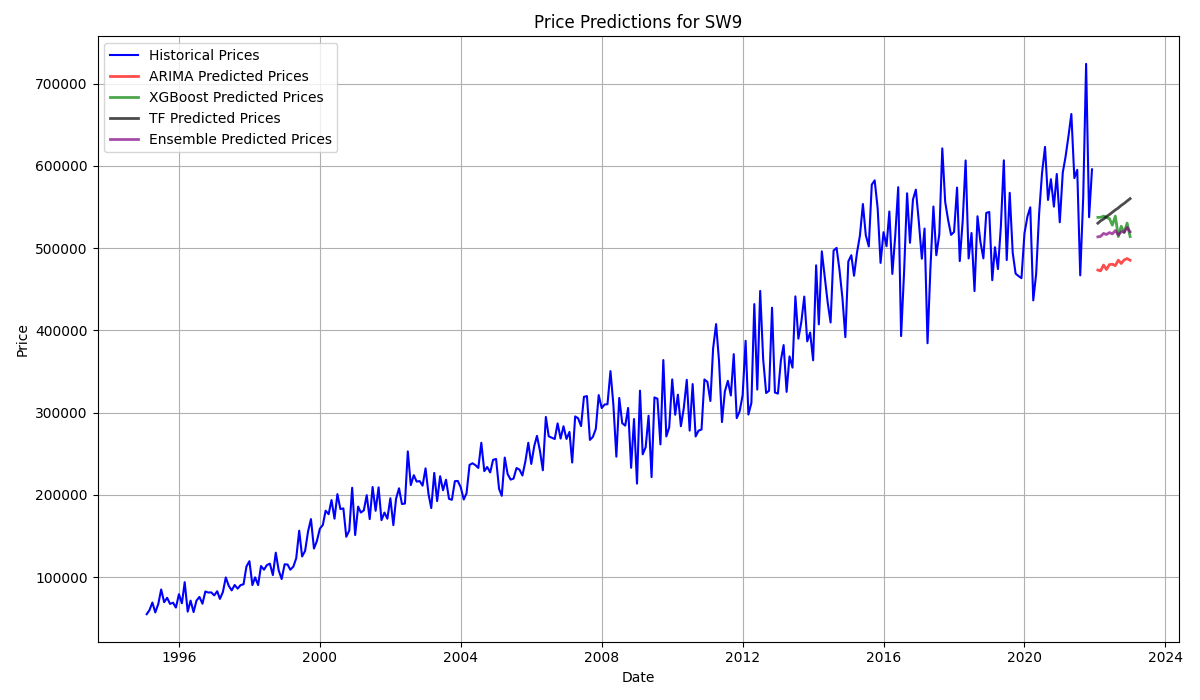 Price Predictions for SW9
Historical Prices
ARIMA Predicted Prices
XGBoost Predicted Prices
TF Predicted Prices
Ensemble Predicted Prices
700000
600000
500000
400000
300000
200000
100000
Price
1996 2000 2004 2008 2012 2016 2020 2024
Date